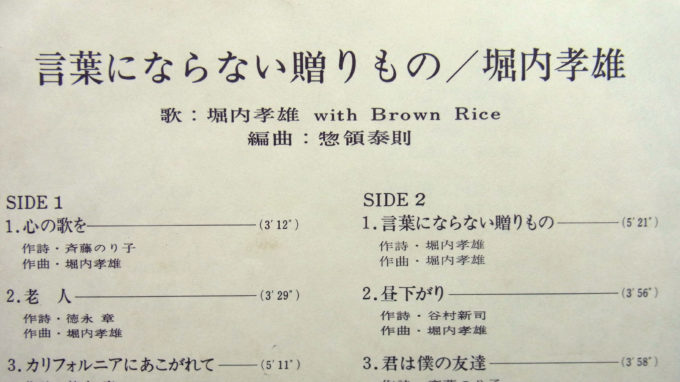 言葉にならない贈りもの／堀内孝雄
歌：堀内孝雄 with Brown Rice
編曲：惣領泰則
SIDE 1
1.心の歌を (3′12″)
作詩・斉藤のり子
作曲・堀内孝雄
2.老 人 (3′29″)
作詩・徳永 章
作曲・堀内孝雄
3.カリフォルニアにあこがれて (5′11″)
SIDE 2
1.言葉にならない贈りもの (5′21″)
作詩・堀内孝雄
作曲・堀内孝雄
2.昼下がり (3′56″)
作詩・谷村新司
作曲・堀内孝雄
3.君は僕の友達 (3′58″)